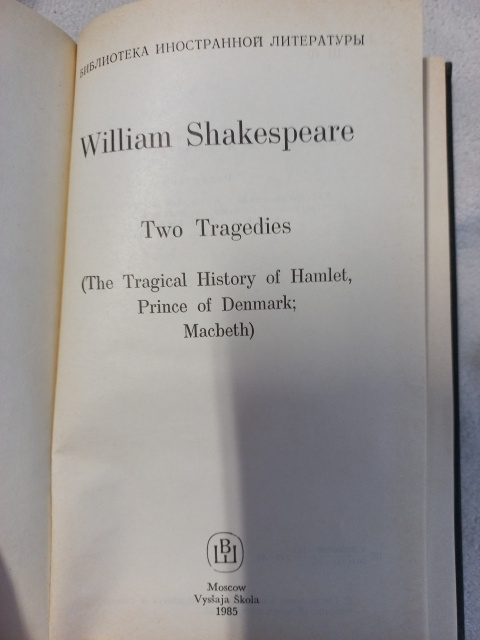 БИБЛИОТЕКА ИНОСТРАННОЙ ЛИТЕРАТУРЫ
William Shakespeare
Two Tragedies
(The Tragical History of Hamlet,
Prince of Denmark;
Macbeth)
ВШ
Moscow
Vysšaja Škola
1985